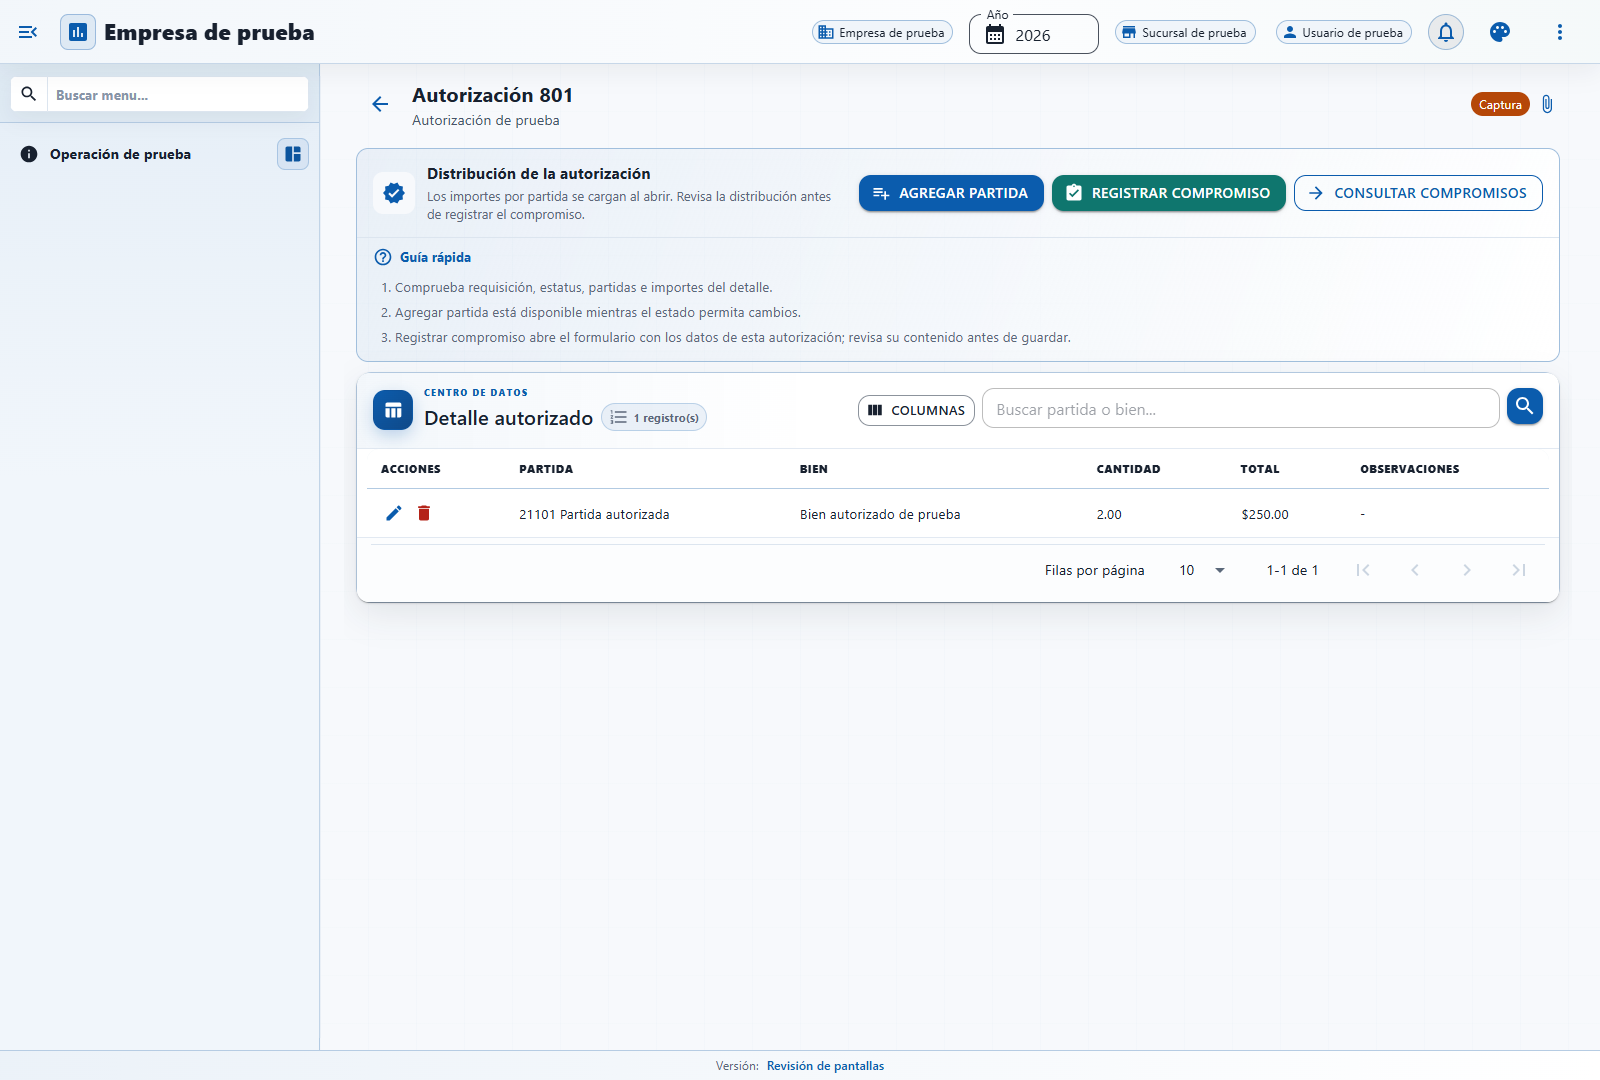 Empresa de prueba
Empresa de prueba
Año
2026
Sucursal de prueba
Usuario de prueba
Buscar menu...
Operación de prueba
Autorización 801
Autorización de prueba
Captura
Distribución de la autorización
Los importes por partida se cargan al abrir. Revisa la distribución antes
de registrar el compromiso.
AGREGAR PARTIDA
REGISTRAR COMPROMISO
CONSULTAR COMPROMISOS
Guía rápida
1. Comprueba requisición, estatus, partidas e importes del detalle.
2. Agregar partida está disponible mientras el estado permita cambios.
3. Registrar compromiso abre el formulario con los datos de esta autorización; revisa su contenido antes de guardar.
CENTRO DE DATOS
Detalle autorizado
1 registro(s)
COLUMNAS
Buscar partida o bien...
ACCIONES PARTIDA BIEN CANTIDAD TOTAL OBSERVACIONES
21101 Partida autorizada Bien autorizado de prueba 2.00 $250.00 -
Filas por página 10 1-1 de 1
Versión: Revisión de pantallas